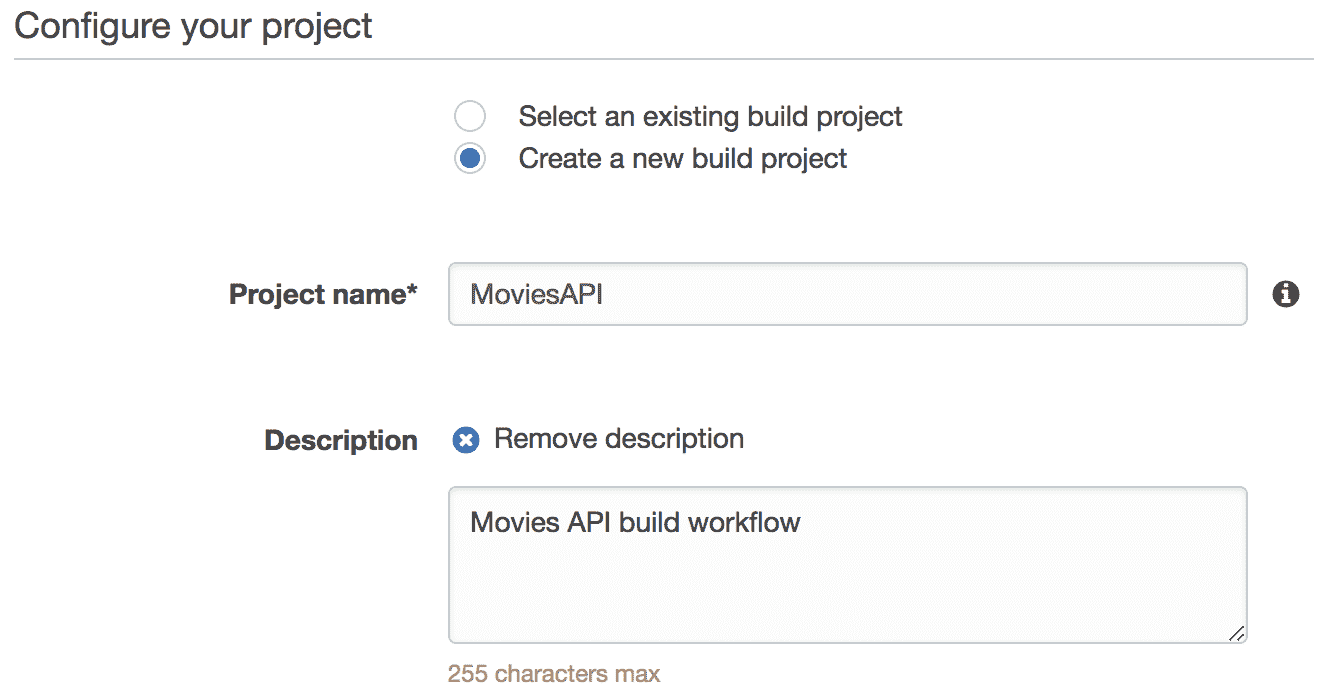 Configure your project
Select an existing build project
Create a new build project
Project name*
MoviesAPI
Description
Remove description
Movies API build workflow
255 characters max